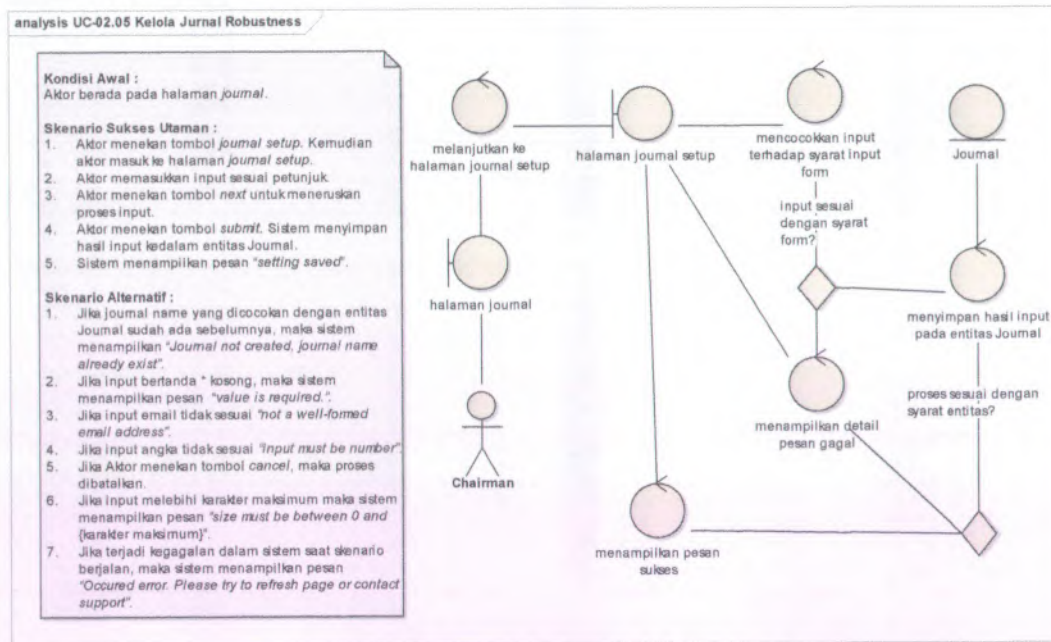 analysis UC-02.05 Kelola Jurnal Robustness
Kondisi Awal :
Aktor berada pada halaman journal.
Skenario Sukses Utaman :
1. Aktor menekan tombol journal setup. Kemudian
aktor masuk ke halaman journal setup.
2. Aktor memasukkan input sesuai petunjuk.
3. Aktor menekan tombol next untuk meneruskan
proses input.
4. Aktor menekan tombol submit. Sistem menyimpan
hasil input kedalam entitas Journal.
5. Sistem menampilkan pesan "setting saved".
Skenario Alternatif :
1. Jika journal name yang dicocokan dengan entitas
Journal sudah ada sebelumnya, maka sistem
menampilkan "Journal not created, journal name
already exist".
2. Jika input bertanda * kosong, maka sistem
menampilkan pesan "value is required.".
3. Jika input email tidak sesuai "not a well-formed
email address".
4. Jika input angka tidak sesuai "Input must be number".
5. Jika Aktor menekan tombol cancel, maka proses
dibatalkan.
6. Jika input melebihi karakter maksimum maka sistem
menampilkan pesan "size must be between 0 and
{karakter maksimum}".
7. Jika terjadi kegagalan dalam sistem saat skenario
berjalan, maka sistem menampilkan pesan
"Occured error. Please try to refresh page or contact
support".
melanjutkan ke
halaman journal setup
halaman journal setup
mencocokkan input
terhadap syarat input
form
Journal
input sesuai
dengan syarat
form?
halaman journal
menyimpan hasil input
pada entitas Journal
proses sesuai dengan
syarat entitas?
menampilkan detail
pesan gagal
Chairman
menampilkan pesan
sukses